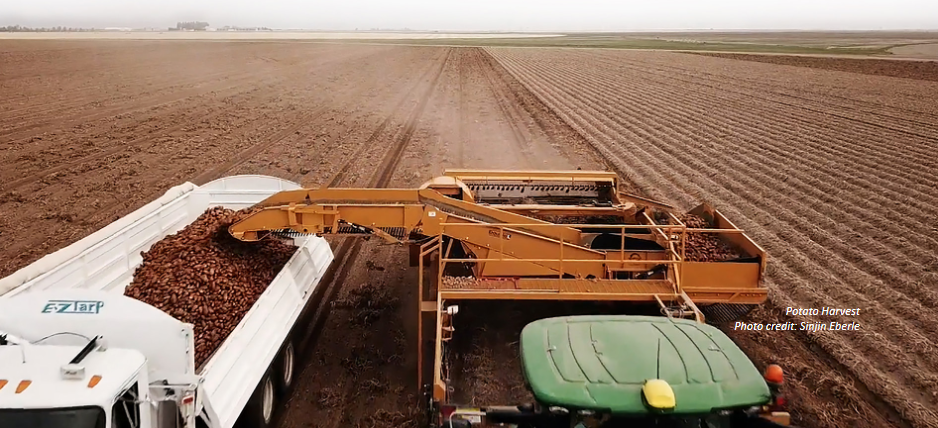 E-Z TarP
Potato Harvest
Photo credit: Sinjin Eberle